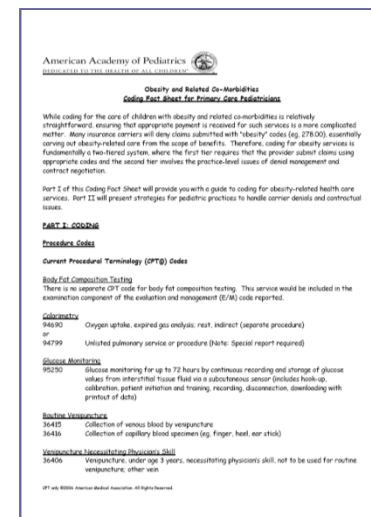 American Academy of Pediatrics
DEDICATED TO THE HEALTH OF ALL CHILDREN®
Obesity and Related Co-Morbidities
Coding Fact Sheet for Primary Care Pediatricians
While coding for the care of children with obesity and related co-morbidities is relatively
straightforward, ensuring that appropriate payment is received for such services is a more complicated
matter. Many insurance carriers will deny claims submitted with "obesity" codes (eg, 278.00), essentially
carving out obesity-related care from the scope of benefits. Therefore, coding for obesity services is
fundamentally a two-tiered system, where the first tier requires that the provider submit claims using
appropriate codes and the second tier involves the practice-level issues of denial management and
contract negotiation.
Part I of this Coding Fact Sheet will provide you with a guide to coding for obesity-related health care
services. Part II will present strategies for pediatric practices to handle carrier denials and contractual
issues.
PART I: CODING
Procedure Codes
Current Procedural Terminology (CPT®) Codes
Body Fat Composition Testing
There is no separate CPT code for body fat composition testing. This service would be included in the
examination component of the evaluation and management (E/M) code reported.
Calorimetry
94690 Oxygen uptake, expired gas analysis, rest, indirect (separate procedure)
or
94799 Unlisted pulmonary service or procedure (Note: Special report required)
Glucose Monitoring
95250 Glucose monitoring for up to 72 hours by continuous recording and storage of glucose
values from interstitial tissue fluid via a subcutaneous sensor (includes hook-up,
calibration, patient initiation and training, recording, disconnection, downloading with
printout of data)
Routine Venipuncture
36415 Collection of venous blood by venipuncture
36416 Collection of capillary blood specimen (eg, finger, heel, ear stick)
Venipuncture Necessitating Physician's Skill
36406 Venipuncture, under age 3 years, necessitating physician's skill, not to be used for routine
venipuncture; other vein
CPT only ©2006 American Medical Association. All Rights Reserved.